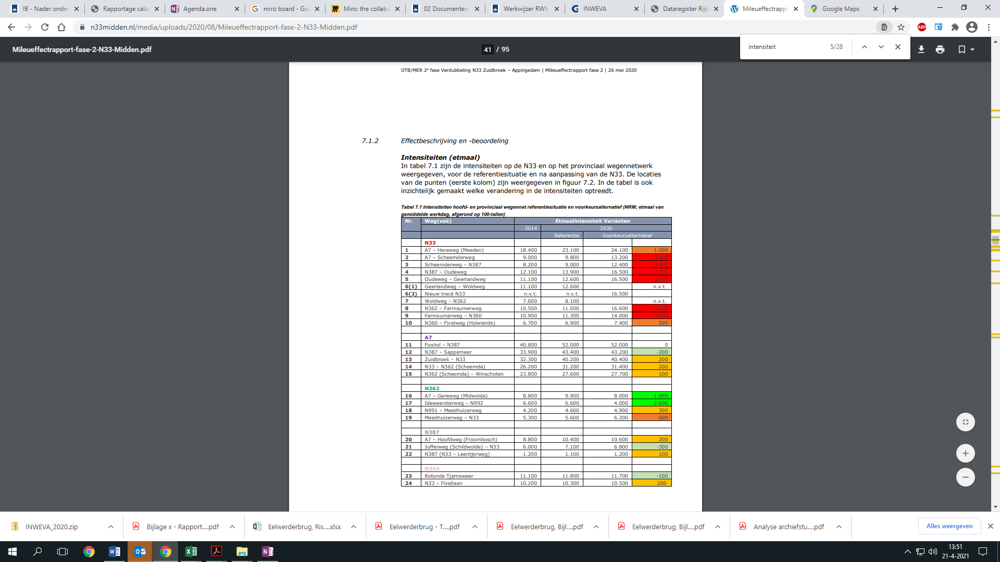 IB - Nader onder
Rapportage cala
Agenda.one
miro board - Goo
Miro: the collabo
02 Documenten
Werkwijzer RWS
INWEVA
Dataregister Rijk
Mileueffectrappo
Google Maps
n33midden.nl/media/uploads/2020/08/Mileueffectrapport-fase-2-N33-Midden.pdf
ABP
Mileueffectrapport-fase-2-N33-Midden.pdf
41 / 95
intensiteit 5/28
OTB/MER 2e fase Verdubbeling N33 Zuidbroek – Appingedam | Milieueffectrapport fase 2 | 26 mei 2020
7.1.2 Effectbeschrijving en -beoordeling
Intensiteiten (etmaal)
In tabel 7.1 zijn de intensiteiten op de N33 en op het provinciaal wegennetwerk
weergegeven, voor de referentiesituatie en na aanpassing van de N33. De locaties
van de punten (eerste kolom) zijn weergegeven in figuur 7.2. In de tabel is ook
inzichtelijk gemaakt welke verandering in de intensiteiten optreedt.
Tabel 7.1 Intensiteiten hoofd- en provinciaal wegennet referentiesituatie en voorkeursalternatief (NRM; etmaal van
gemiddelde werkdag, afgerond op 100-tallen)
Nr. Weg(vak) Etmaalintensiteit Varianten
2014 2030
Referentie Voorkeursalternatief
N33
1 A7 – Hereweg (Meeden) 18.400 23.100 24.100 1.000
2 A7 – Scheemderweg 9.000 9.800 13.200 3.400
3 Scheemderweg – N387 8.200 9.000 12.400 3.400
4 N387 – Oudeweg 12.100 13.900 16.500 2.600
5 Oudeweg – Geerlandweg 11.100 12.600 16.500 3.900
6(1) Geerlandweg – Woldweg 11.100 12.600 n.v.t.
6(2) Nieuw tracé N33 n.v.t. n.v.t. 16.500
7 Woldweg – N362 7.600 8.100 n.v.t.
8 N362 – Farmsumerweg 10.500 11.000 16.600 5.600
9 Farmsumerweg – N360 10.900 11.300 14.000 2.700
10 N360 – Fivelweg (Holwierde) 6.700 6.900 7.400 500
A7
11 Foxhol – N387 40.800 52.000 52.000 0
12 N387 – Sappemeer 33.900 43.400 43.200 -200
13 Zuidbroek – N33 32.300 40.200 40.400 200
14 N33 – N362 (Scheemda) 26.200 31.200 31.400 200
15 N362 (Scheemda) – Winschoten 23.800 27.600 27.700 100
N362
16 A7 – Gereweg (Midwolda) 8.800 9.900 8.000 -1.900
17 Ideweersterweg – N992 6.600 6.600 4.000 -2.600
18 N991 – Meedhuizerweg 4.200 4.600 4.900 300
19 Meedhuizerweg – N33 5.300 5.600 6.200 600
N387
20 A7 – Hoofdweg (Froombosch) 8.800 10.400 10.600 200
21 Jufferweg (Schildwolde) – N33 6.000 7.100 6.800 -300
22 N387 (N33 – Leentjerweg) 1.200 1.100 1.200 100
N360
23 Rotonde Tjamsweer 11.100 11.800 11.700 -100
24 N33 – Fivellaan 10.200 10.300 10.500 200
INWEVA_2020.zip
Bijlage x - Rapport....pdf
Eelwerderbrug, Ris....xlsx
Eelwerderbrug - T....pdf
Eelwerderbrug, Bijl....pdf
Eelwerderbrug, Bijl....pdf
Analyse archiefstu....pdf
Alles weergeven
13:51
21-4-2021